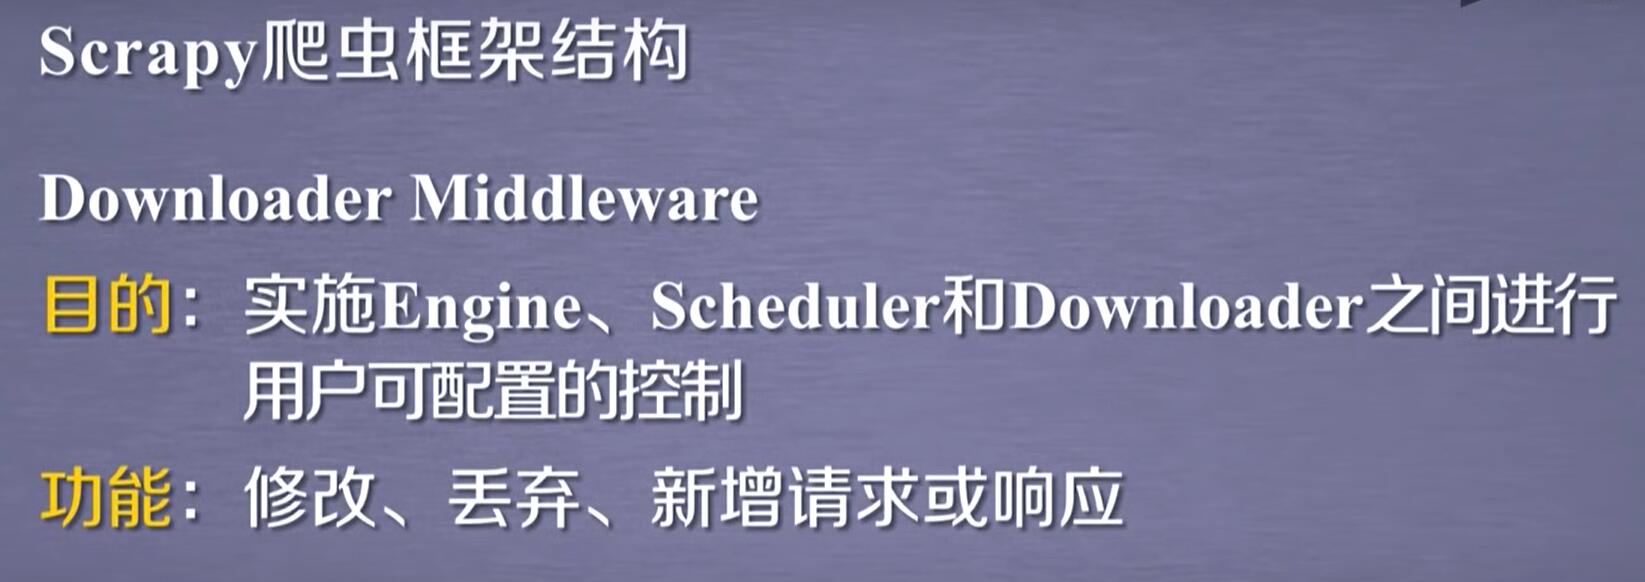 Scrapy爬虫框架结构
Downloader Middleware
目的：实施Engine、Scheduler和Downloader之间进行
用户可配置的控制
功能：修改、丢弃、新增请求或响应